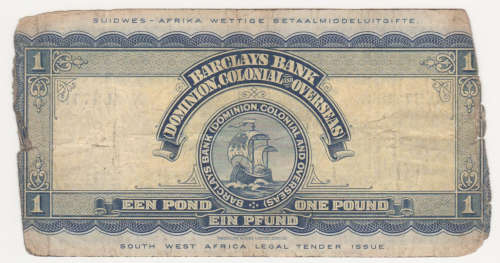 SUIDWES-AFRIKA WETTIGE BETAALMIDDELUITGIFTE.
1 1
BARCLAYS BANK
(DOMINION, COLONIAL AND OVERSEAS)
BARCLAYS BANK (DOMINION, COLONIAL AND OVERSEAS)
EEN POND ONE POUND
1 EIN PFUND 1
SOUTH WEST AFRICA LEGAL TENDER ISSUE.